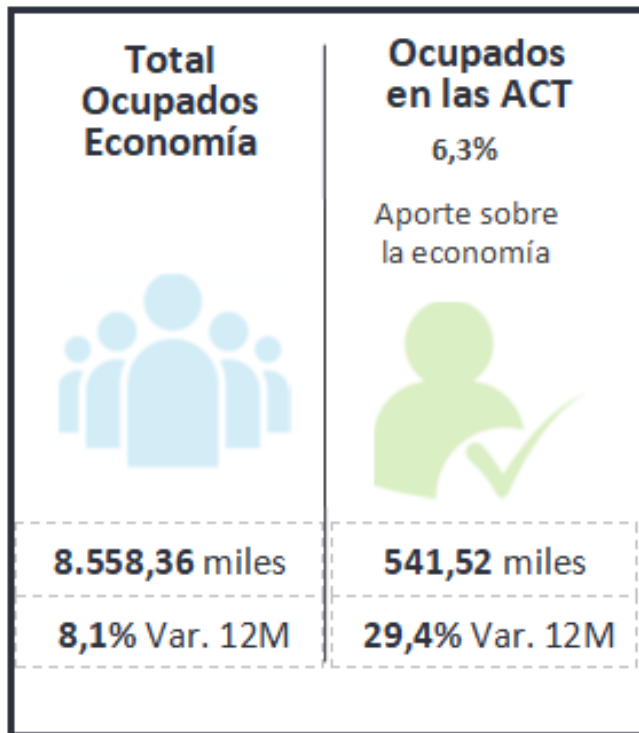 Total
Ocupados
Economía
8.558,36 miles
8,1% Var. 12M
Ocupados
en las ACT
6,3%
Aporte sobre
la economía
541,52 miles
29,4% Var. 12M